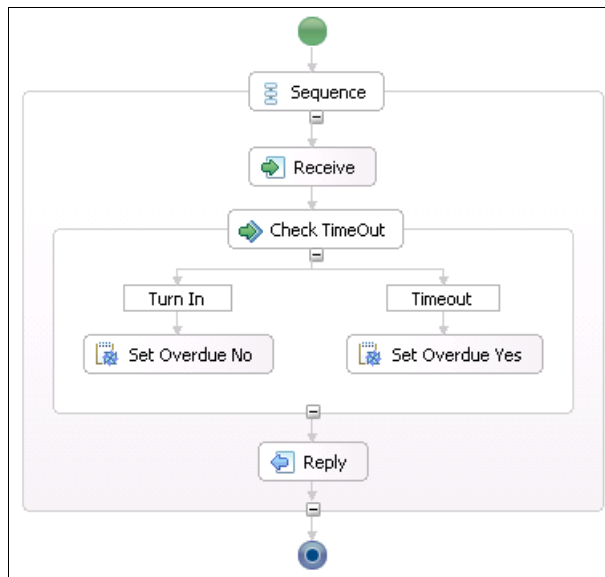 Sequence
Receive
Check TimeOut
Turn In
Timeout
Set Overdue No
Set Overdue Yes
Reply